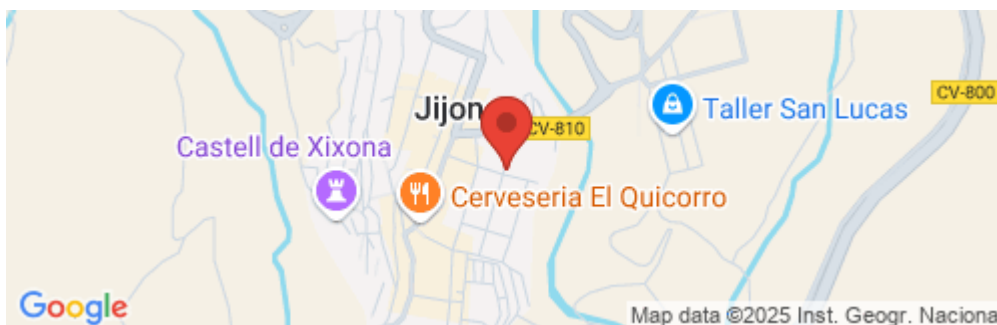 CV-800
Jijon
Taller San Lucas
CV-810
Castell de Xixona
Cerveseria El Quicorro
Google
Map data ©2025 Inst. Geogr. Naciona